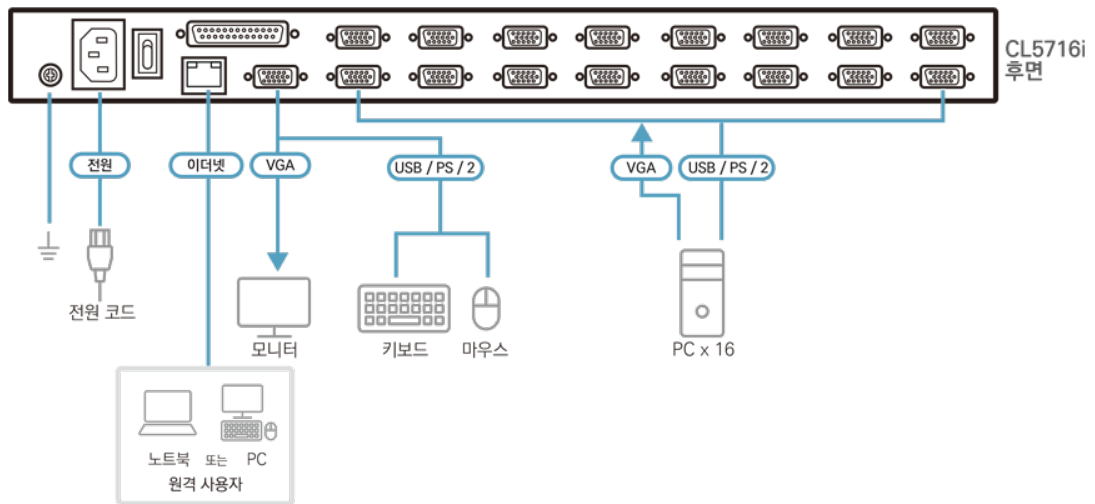 CL5716i
후면
전원
이더넷
VGA
USB / PS / 2
VGA
USB / PS / 2
전원 코드
모니터
키보드
마우스
PC x 16
노트북 또는 PC
원격 사용자